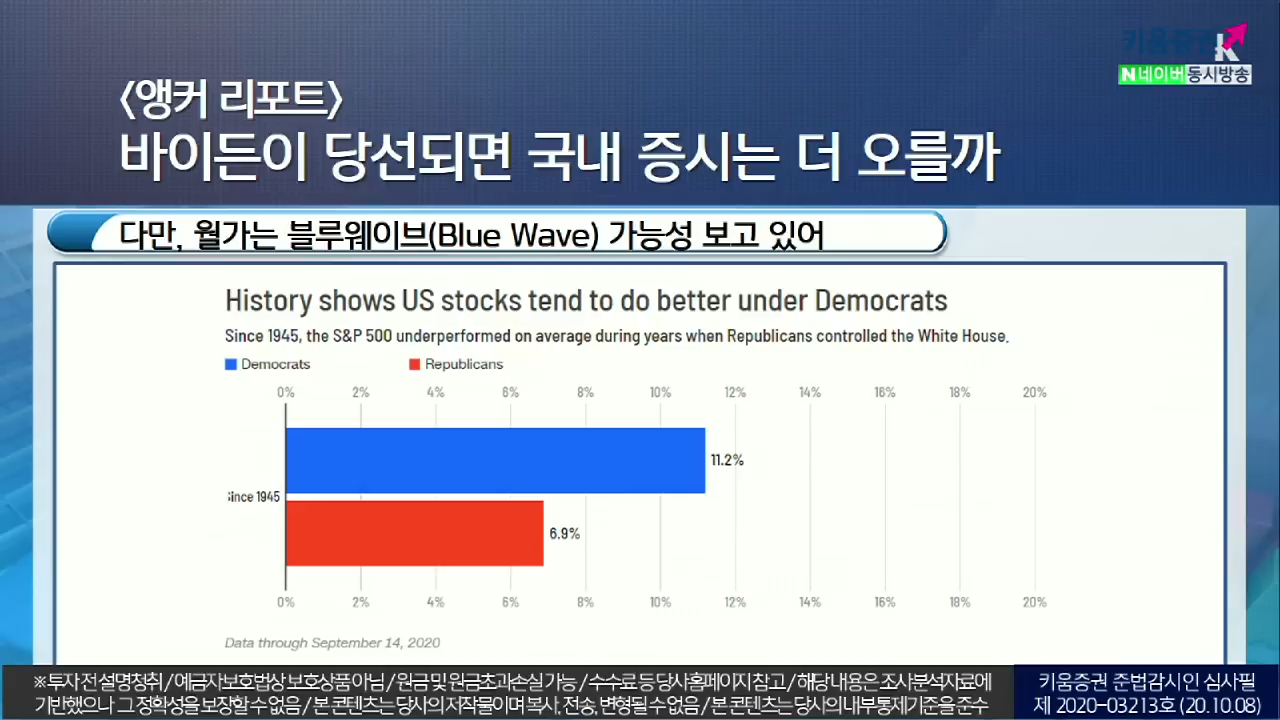 키움증권
N 네이버 동시방송
<앵커 리포트>
바이든이 당선되면 국내 증시는 더 오를까
다만, 월가는 블루웨이브(Blue Wave) 가능성 보고 있어
History shows US stocks tend to do better under Democrats
Since 1945, the S&P 500 underperformed on average during years when Republicans controlled the White House.
Democrats Republicans
0% 2% 4% 6% 8% 10% 12% 14% 16% 18% 20%
11.2%
Since 1945
6.9%
0% 2% 4% 6% 8% 10% 12% 14% 16% 18% 20%
Data through September 14, 2020
※ 투자 전 설명청취 / 예금자보호법상 보호상품 아님 / 원금 및 원금초과손실 가능 / 수수료 등 당사홈페이지 참고 / 해당 내용은 조사분석자료에
기반했으나 그 정확성을 보장할 수 없음 / 본 콘텐츠는 당사의 저작물이며 복사, 전송, 변형될 수 없음 / 본 콘텐츠는 당사의 내부통제기준을 준수
키움증권 준법감시인 심사필
제 2020-03213호 (20.10.08)